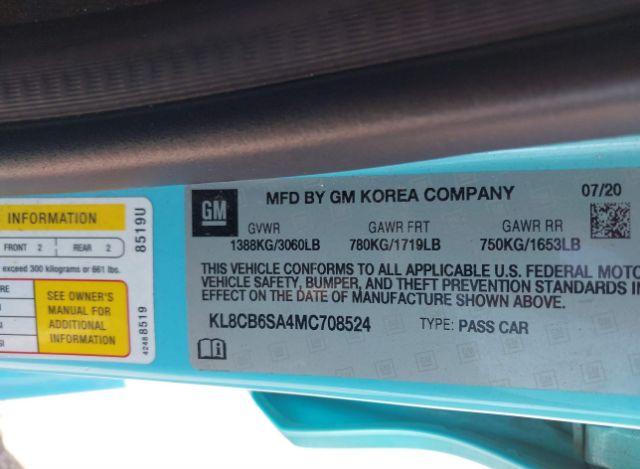 INFORMATION
FRONT 2 REAR 2
exceed 300 kilograms or 661 lbs.
SEE OWNER'S
MANUAL FOR
ADDITIONAL
INFORMATION
8519U
4248 8519
GM
MFD BY GM KOREA COMPANY 07/20
GVWR GAWR FRT GAWR RR
1388KG/3060LB 780KG/1719LB 750KG/1653LB
THIS VEHICLE CONFORMS TO ALL APPLICABLE U.S. FEDERAL MOTO
VEHICLE SAFETY, BUMPER, AND THEFT PREVENTION STANDARDS IN
EFFECT ON THE DATE OF MANUFACTURE SHOWN ABOVE.
KL8CB6SA4MC708524 TYPE: PASS CAR